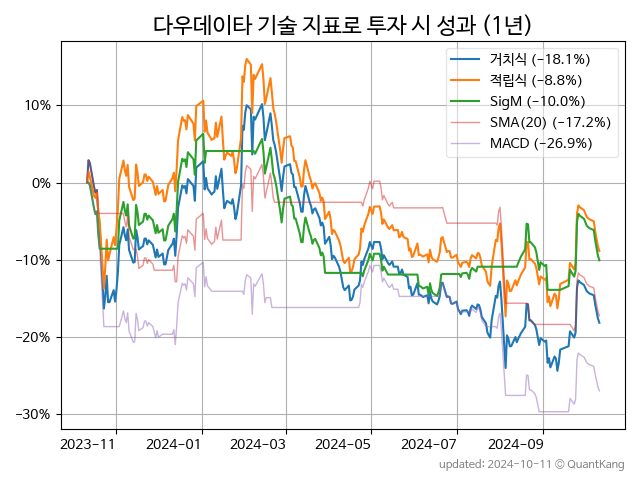 다우데이타 기술 지표로 투자 시 성과 (1년)
거치식 (−18.1%)
적립식 (−8.8%)
SigM (−10.0%)
SMA(20) (−17.2%)
MACD (−26.9%)
10%
0%
−10%
−20%
−30%
2023-11 2024-01 2024-03 2024-05 2024-07 2024-09
updated: 2024-10-11 © QuantKang